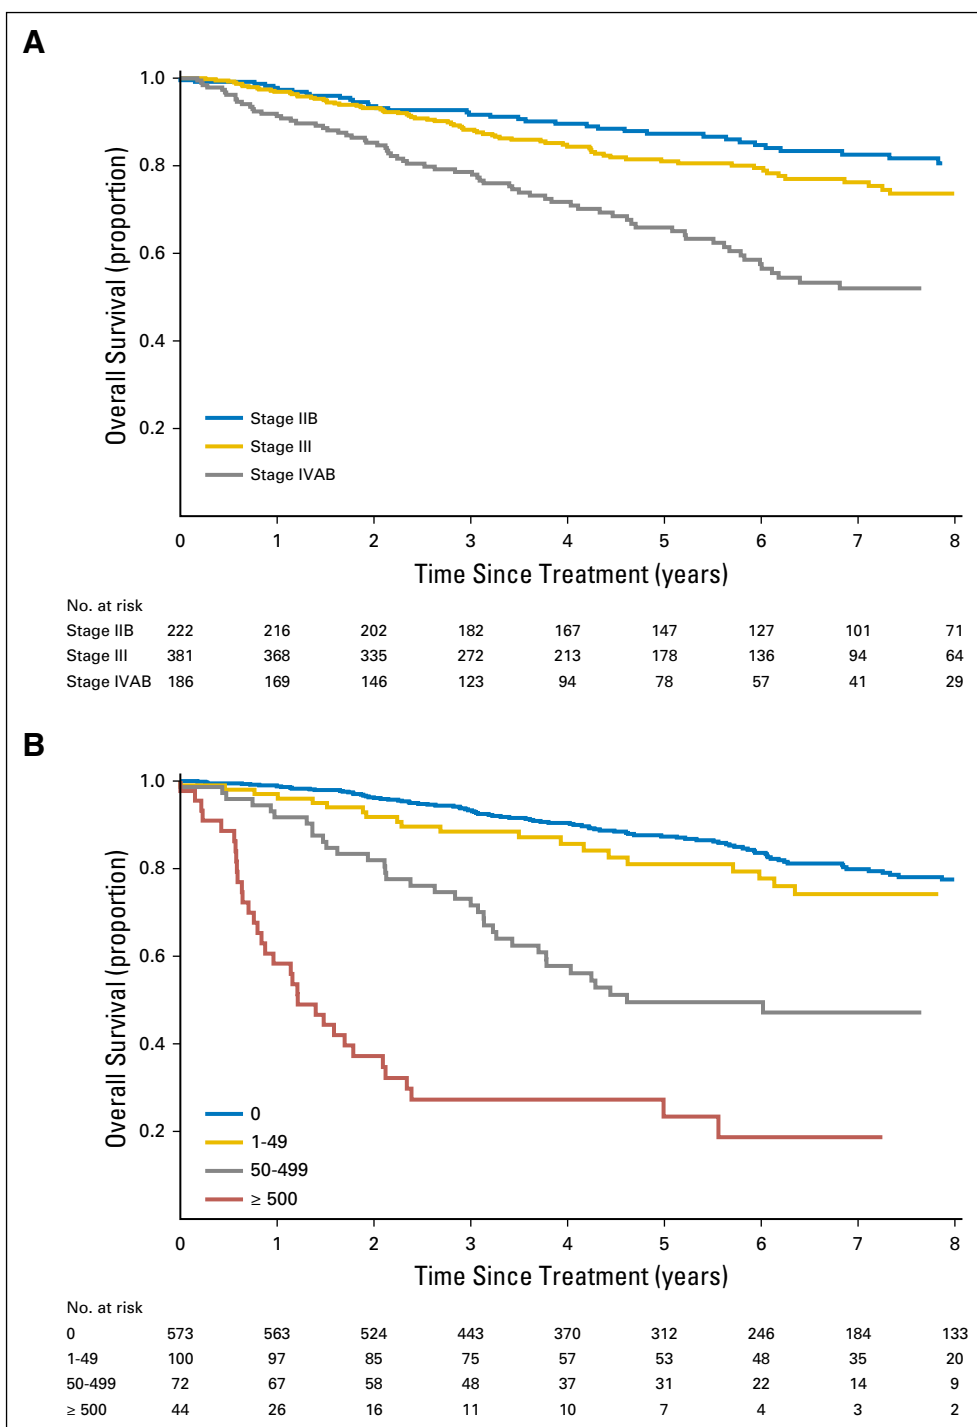 A
1.0
0.8
0.6
0.4
0.2
Overall Survival (proportion)
Stage IIB
Stage III
Stage IVAB
0 1 2 3 4 5 6 7 8
Time Since Treatment (years)
No. at risk
Stage IIB 222 216 202 182 167 147 127 101 71
Stage III 381 368 335 272 213 178 136 94 64
Stage IVAB 186 169 146 123 94 78 57 41 29
B
1.0
0.8
0.6
0.4
0.2
Overall Survival (proportion)
0
1-49
50-499
≥ 500
0 1 2 3 4 5 6 7 8
Time Since Treatment (years)
No. at risk
0 573 563 524 443 370 312 246 184 133
1-49 100 97 85 75 57 53 48 35 20
50-499 72 67 58 48 37 31 22 14 9
≥ 500 44 26 16 11 10 7 4 3 2